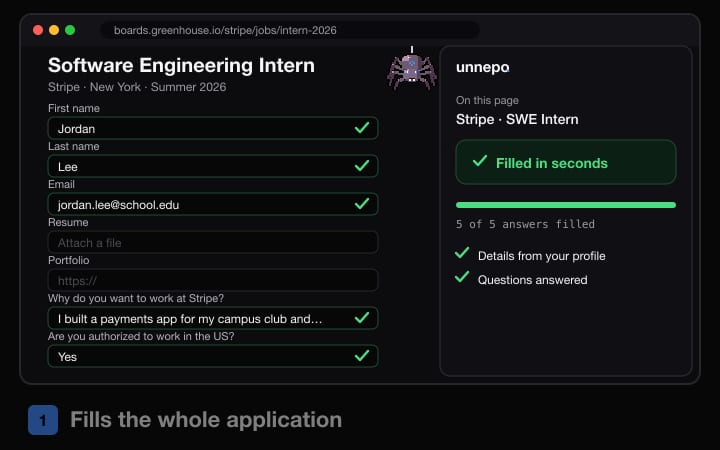 boards.greenhouse.io/stripe/jobs/intern-2026
Software Engineering Intern
Stripe · New York · Summer 2026
First name
Jordan
Last name
Lee
Email
jordan.lee@school.edu
Resume
Attach a file
Portfolio
https://
Why do you want to work at Stripe?
I built a payments app for my campus club and…
Are you authorized to work in the US?
Yes
unnepo
On this page
Stripe · SWE Intern
Filled in seconds
5 of 5 answers filled
Details from your profile
Questions answered
1 Fills the whole application